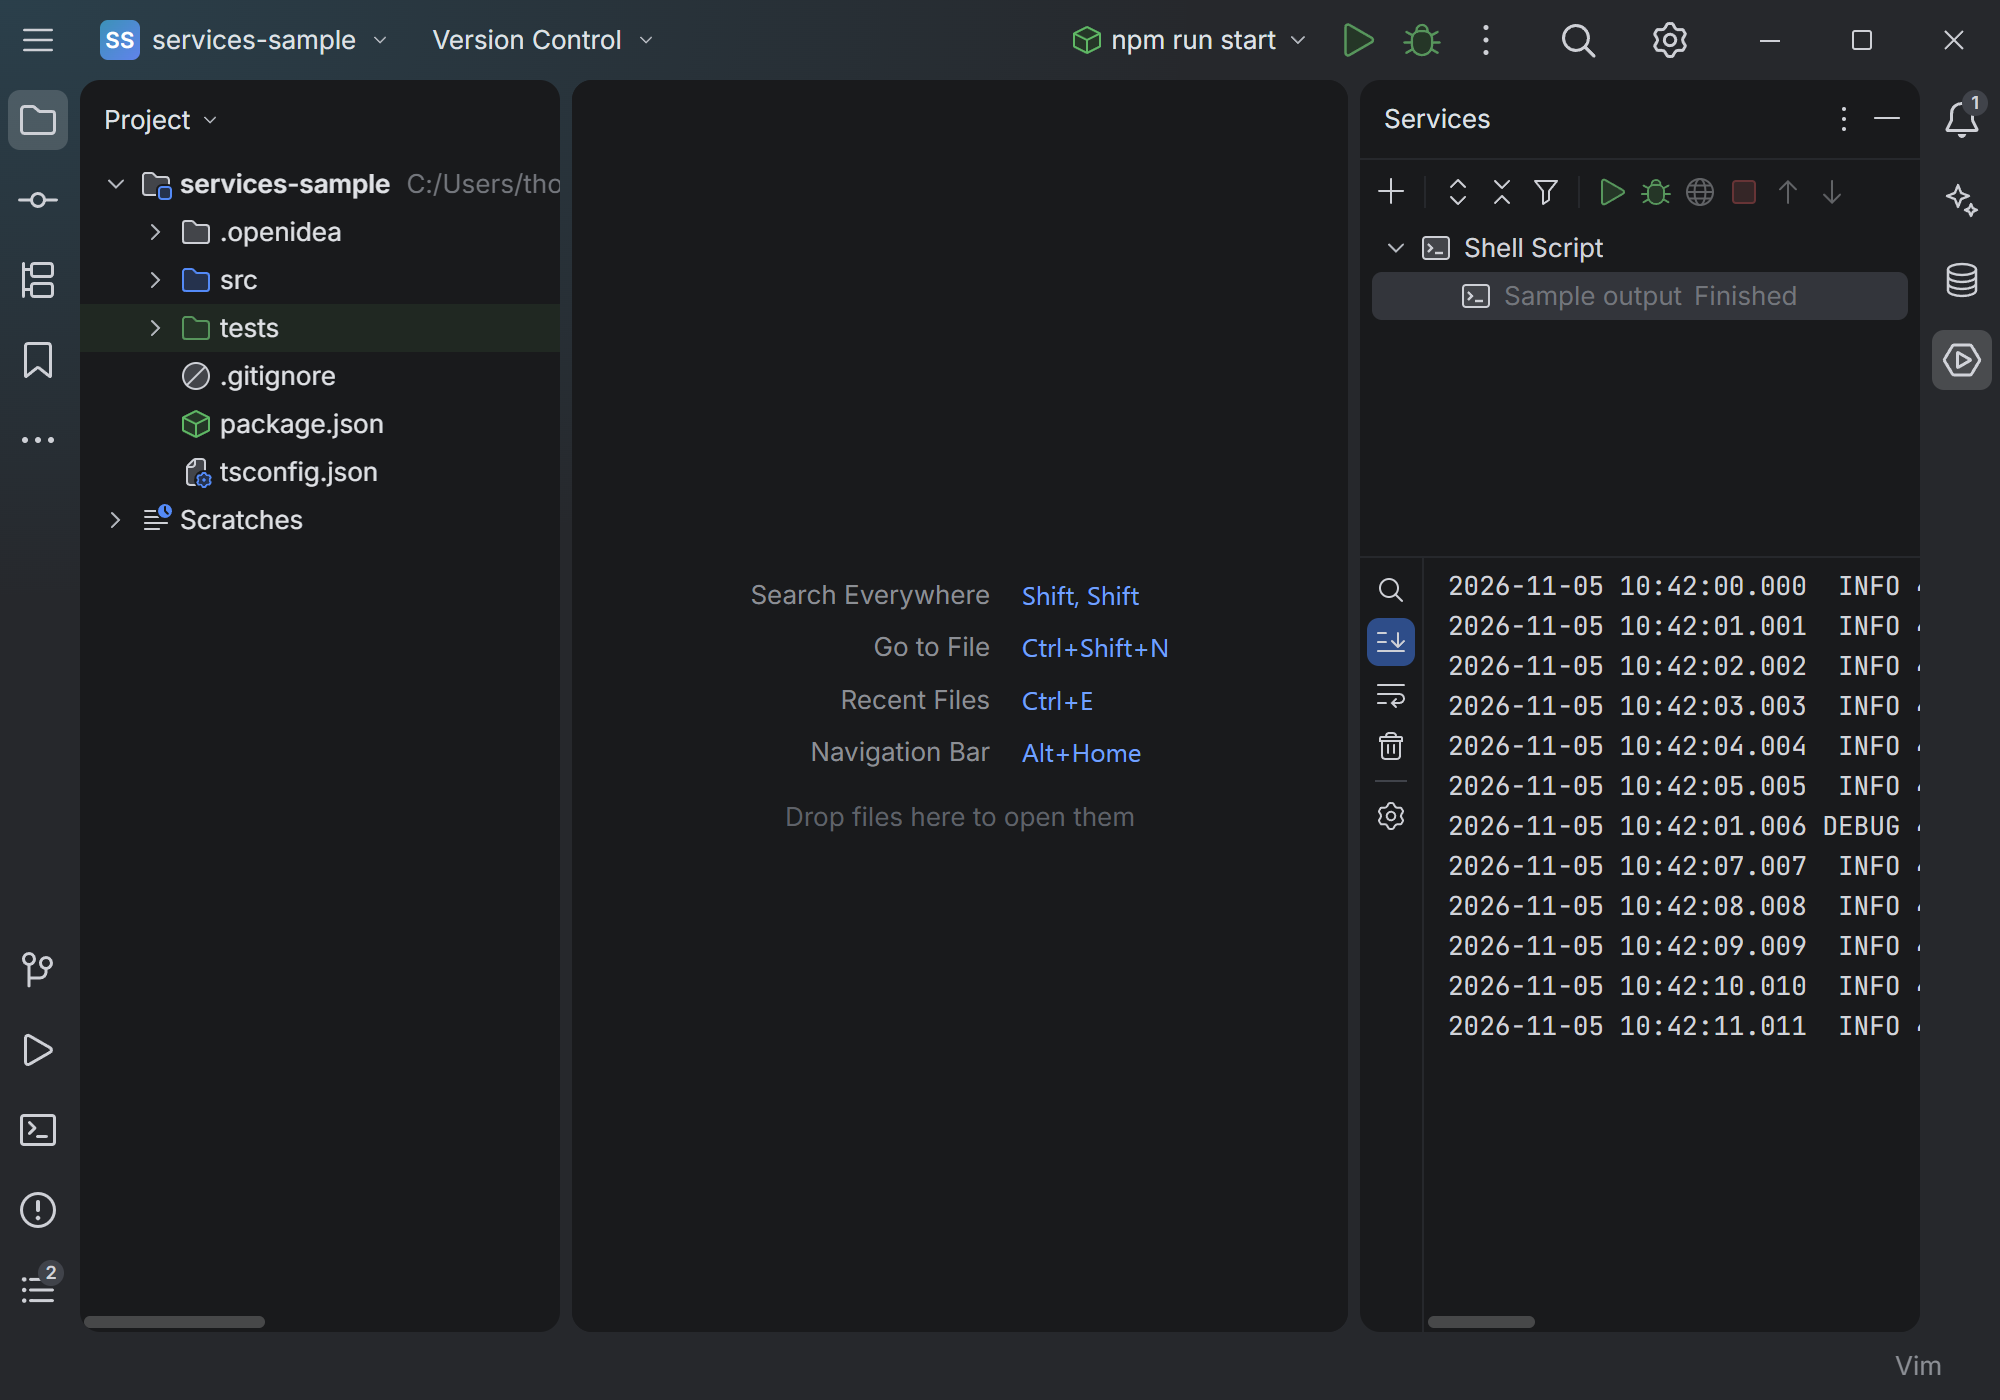 SS services-sample Version Control npm run start
Project
services-sample C:/Users/tho
.openidea
src
tests
.gitignore
package.json
tsconfig.json
Scratches
2
Search Everywhere Shift, Shift
Go to File Ctrl+Shift+N
Recent Files Ctrl+E
Navigation Bar Alt+Home
Drop files here to open them
Services
1
Shell Script
Sample output Finished
2026-11-05 10:42:00.000 INFO
2026-11-05 10:42:01.001 INFO
2026-11-05 10:42:02.002 INFO
2026-11-05 10:42:03.003 INFO
2026-11-05 10:42:04.004 INFO
2026-11-05 10:42:05.005 INFO
2026-11-05 10:42:01.006 DEBUG
2026-11-05 10:42:07.007 INFO
2026-11-05 10:42:08.008 INFO
2026-11-05 10:42:09.009 INFO
2026-11-05 10:42:10.010 INFO
2026-11-05 10:42:11.011 INFO
Vim